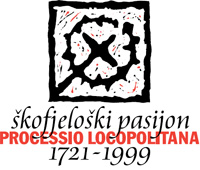 škofjeloški pasijon
PROCESSIO LOCOPOLITANA
1721-1999